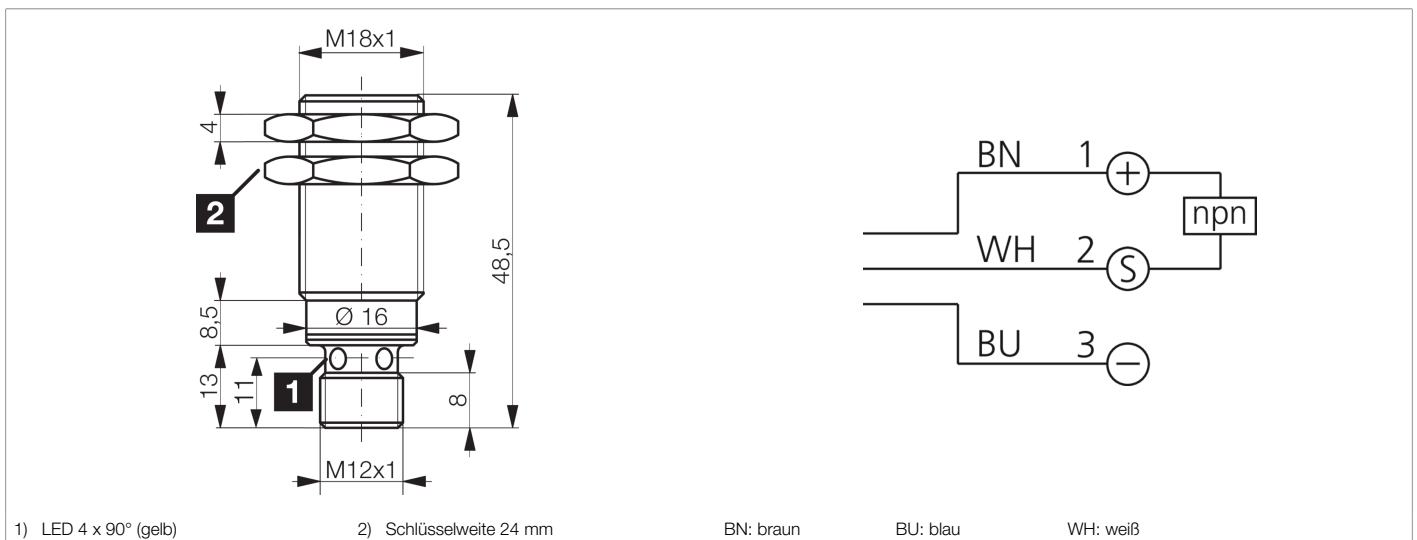 M18x1
4
2
48,5
8,5
Ø 16
13
11
1
8
M12x1
BN 1
+
npn
WH 2
S
BU 3
−
1) LED 4 x 90° (gelb)
2) Schlüsselweite 24 mm
BN: braun
BU: blau
WH: weiß